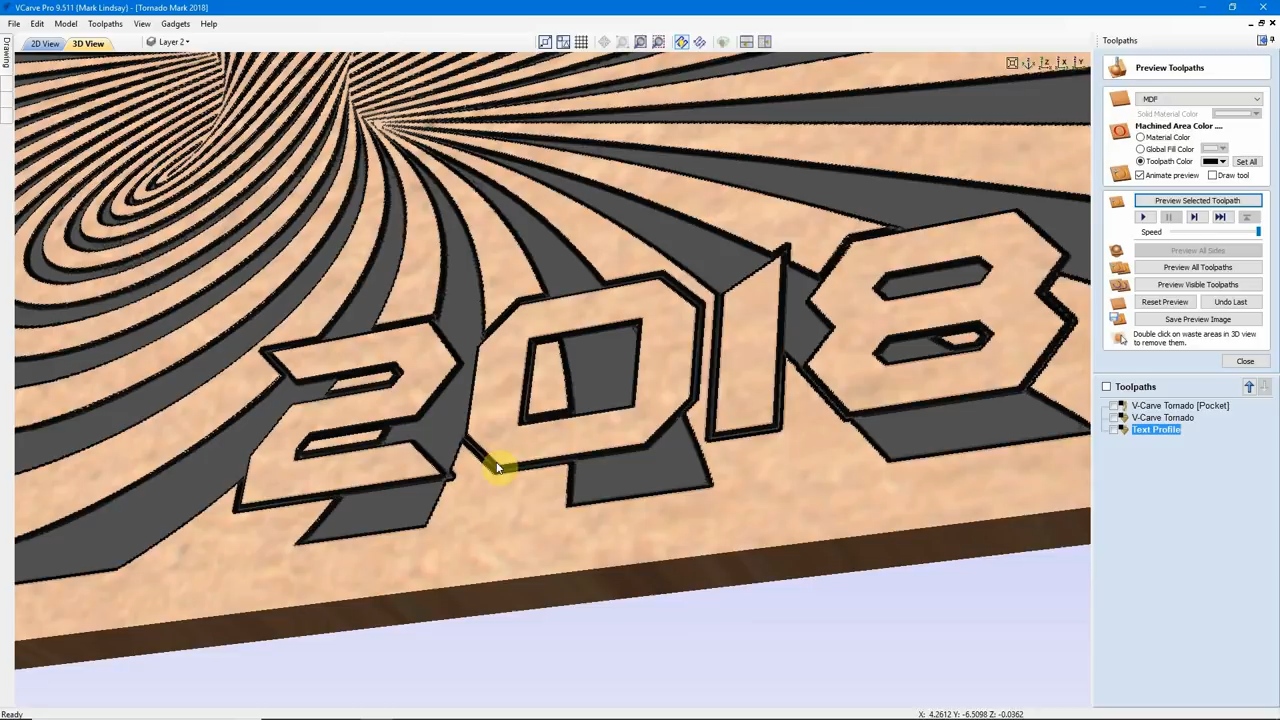 VCarve Pro 9.511 {Mark Lindsay} - [Tornado Mark 2018]
File Edit Model Toolpaths View Gadgets Help
2D View 3D View Layer 2
Drawing
2018
Toolpaths
Preview Toolpaths
MDF
Solid Material Color
Machined Area Color ....
Material Color
Global Fill Color
Toolpath Color Set All
Animate preview Draw tool
Preview Selected Toolpath
Speed
Preview All Sides
Preview All Toolpaths
Preview Visible Toolpaths
Reset Preview Undo Last
Save Preview Image
Double click on waste areas in 3D view
to remove them.
Close
Toolpaths
V-Carve Tornado [Pocket]
V-Carve Tornado
Text Profile
Ready X: 4.2612 Y: -6.5098 Z: -0.0362